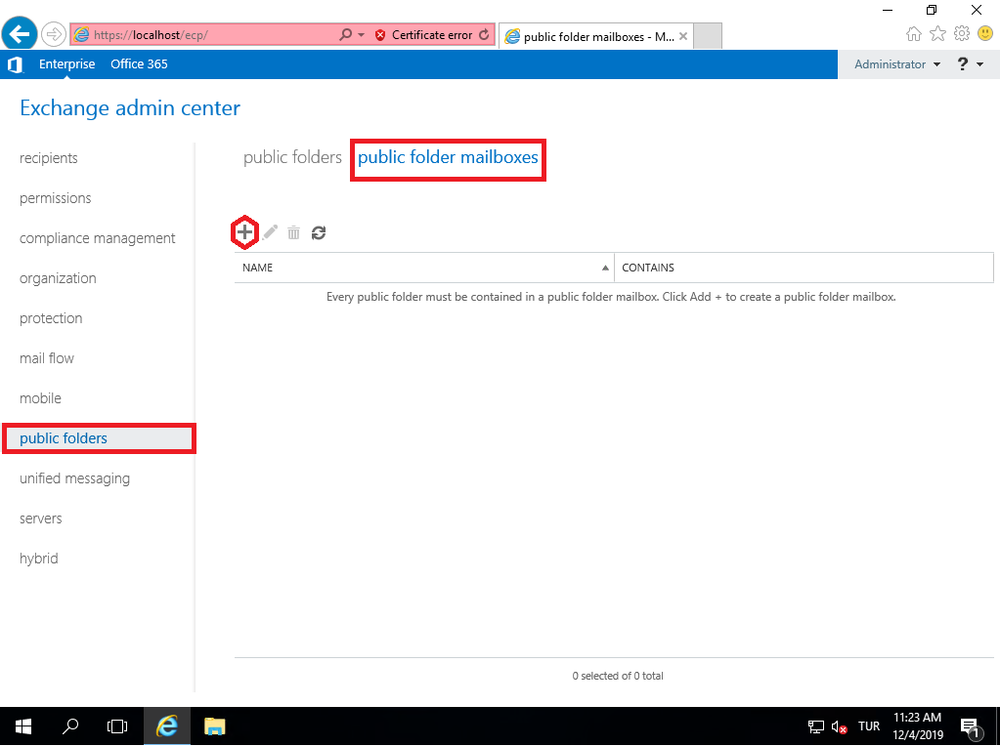 https://localhost/ecp/
Certificate error
public folder mailboxes - M...
Enterprise
Office 365
Administrator
?
Exchange admin center
recipients
permissions
compliance management
organization
protection
mail flow
mobile
public folders
unified messaging
servers
hybrid
public folders
public folder mailboxes
NAME
CONTAINS
Every public folder must be contained in a public folder mailbox. Click Add + to create a public folder mailbox.
0 selected of 0 total
TUR
11:23 AM
12/4/2019
1